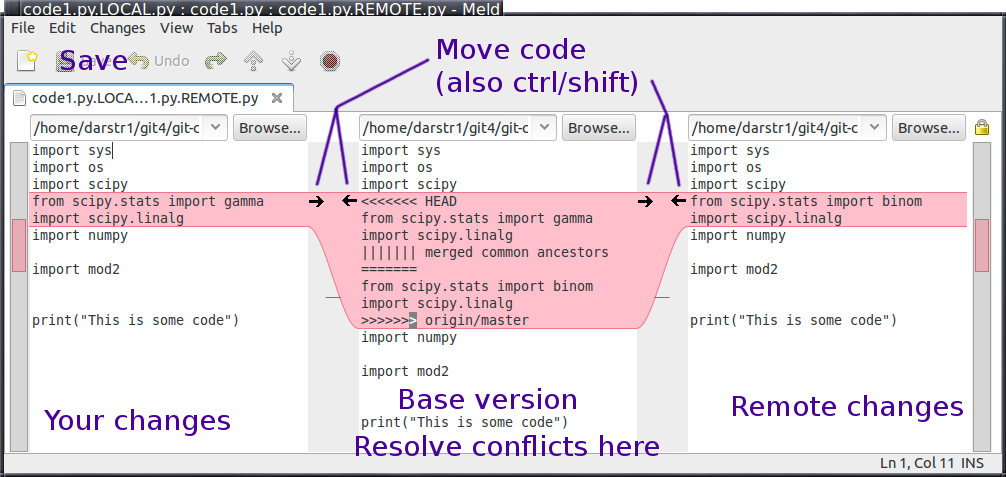 code1.py.LOCAL.py : code1.py : code1.py.REMOTE.py - Meld
File Edit Changes View Tabs Help
Save Undo
Move code
(also ctrl/shift)
code1.py.LOCA...1.py.REMOTE.py
/home/darstr1/git4/git-c Browse... /home/darstr1/git4/git-c Browse... /home/darstr1/git4/git-c Browse...
import sys
import os
import scipy
from scipy.stats import gamma
import scipy.linalg
import numpy
import mod2
print("This is some code")
Your changes
import sys
import os
import scipy
<<<<<<< HEAD
from scipy.stats import gamma
import scipy.linalg
||||||| merged common ancestors
=======
from scipy.stats import binom
import scipy.linalg
>>>>>>> origin/master
import numpy
import mod2
Base version
print("This is some code")
Resolve conflicts here
import sys
import os
import scipy
from scipy.stats import binom
import scipy.linalg
import numpy
import mod2
print("This is some code")
Remote changes
Ln 1, Col 11 INS